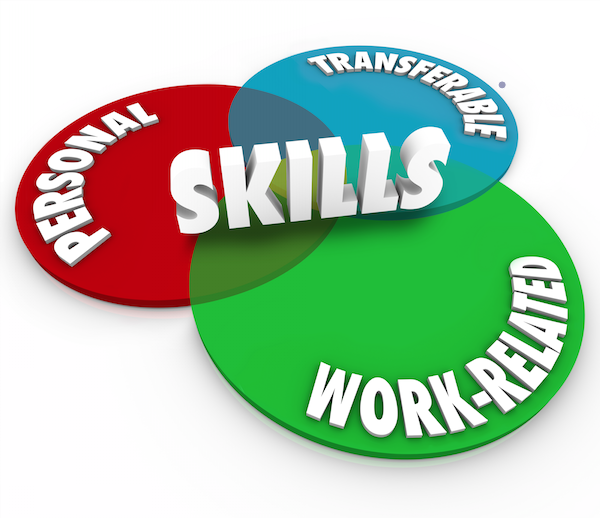 PERSONAL
TRANSFERABLE
SKILLS
WORK-RELATED